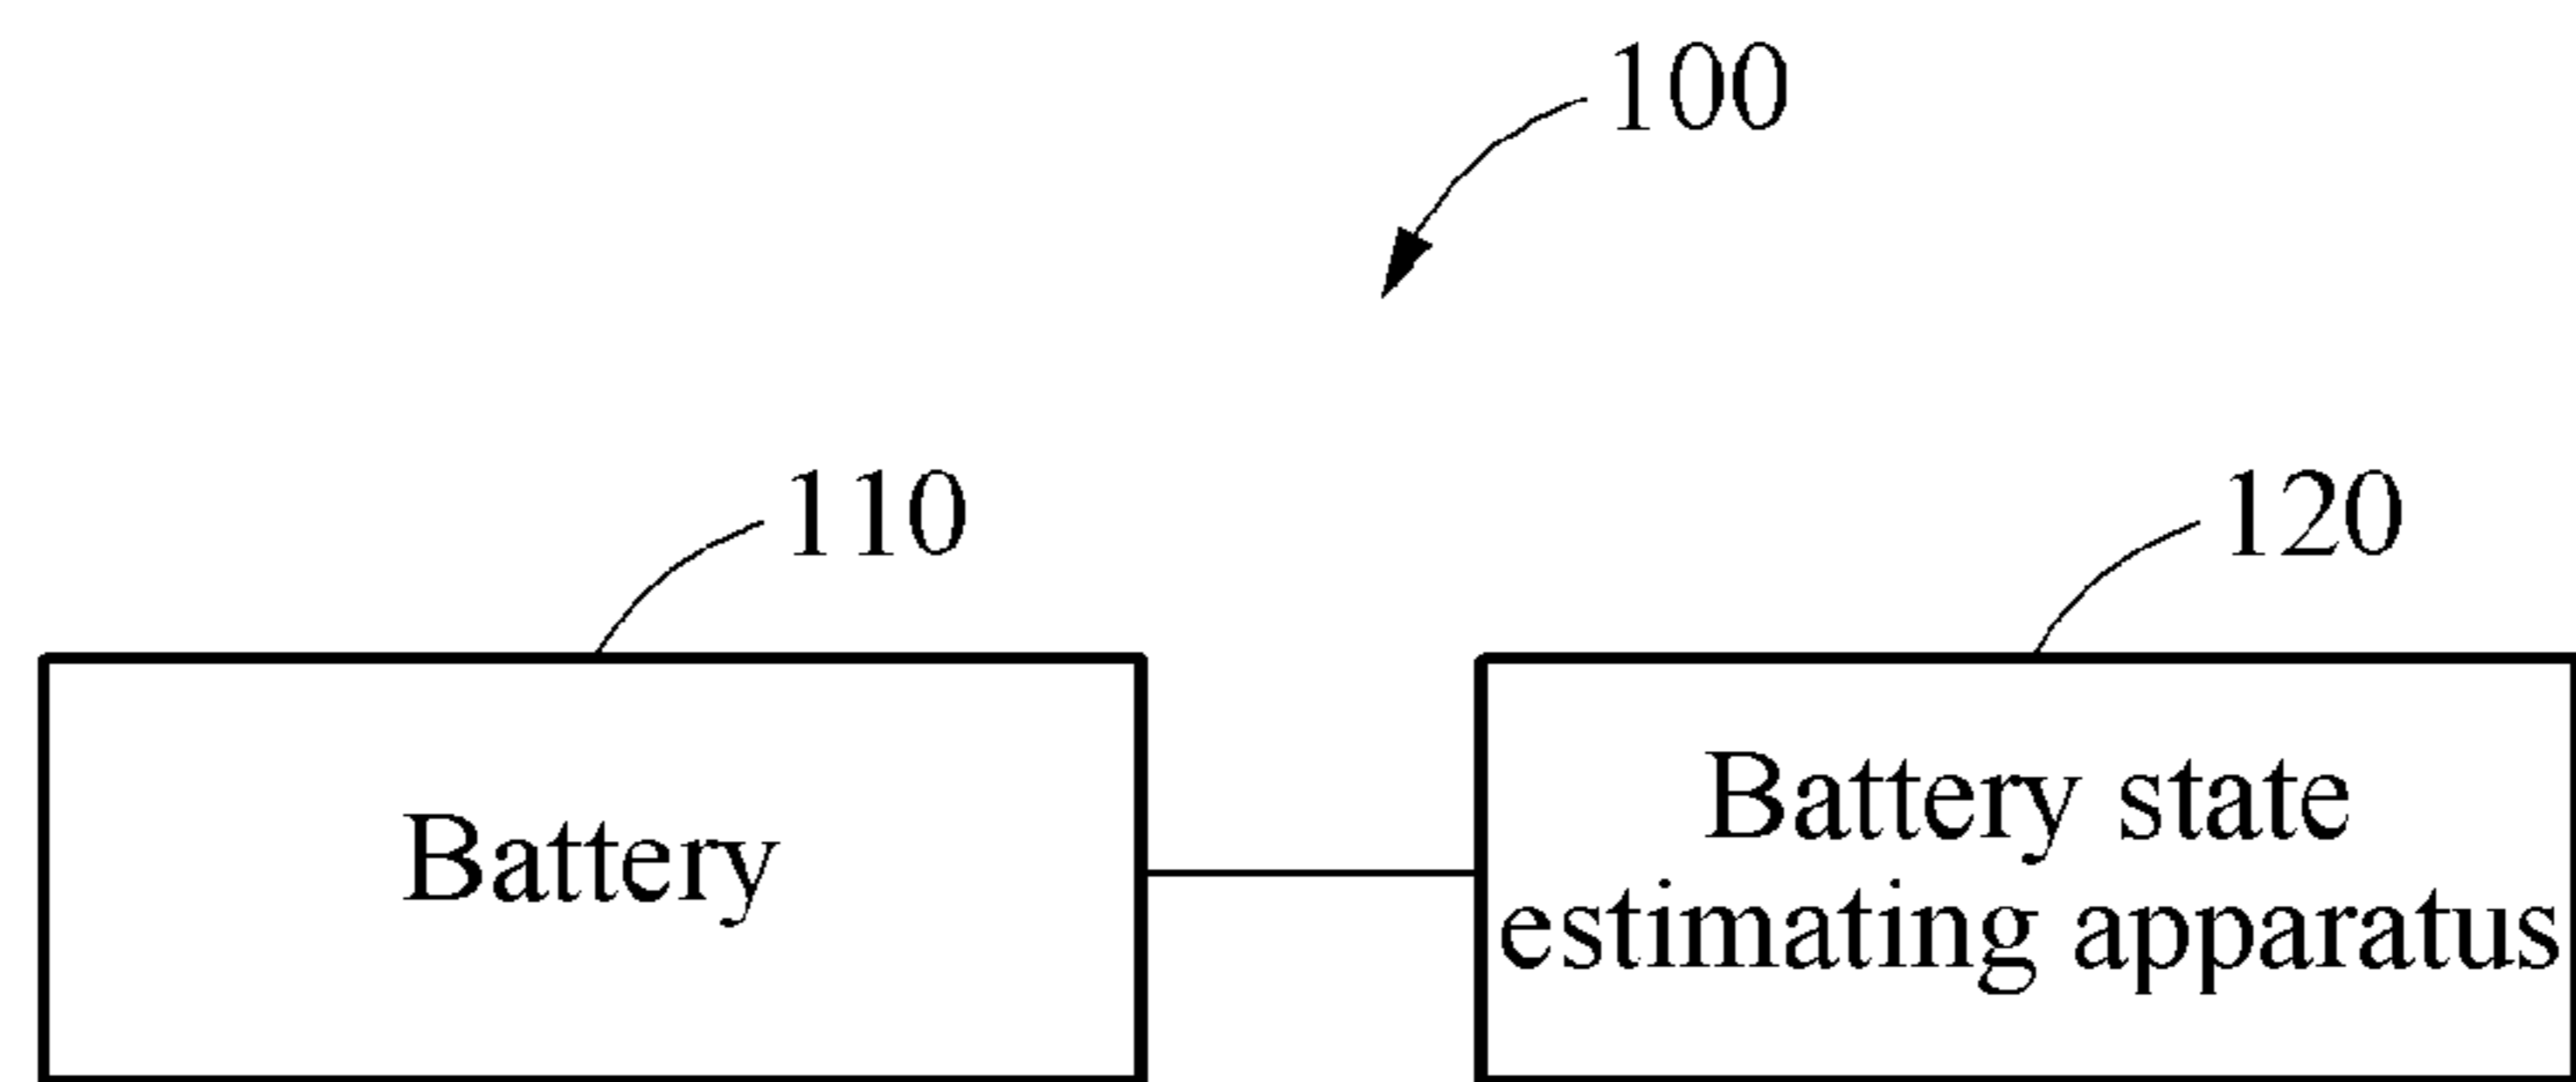 100
110
120
Battery
Battery state
estimating apparatus